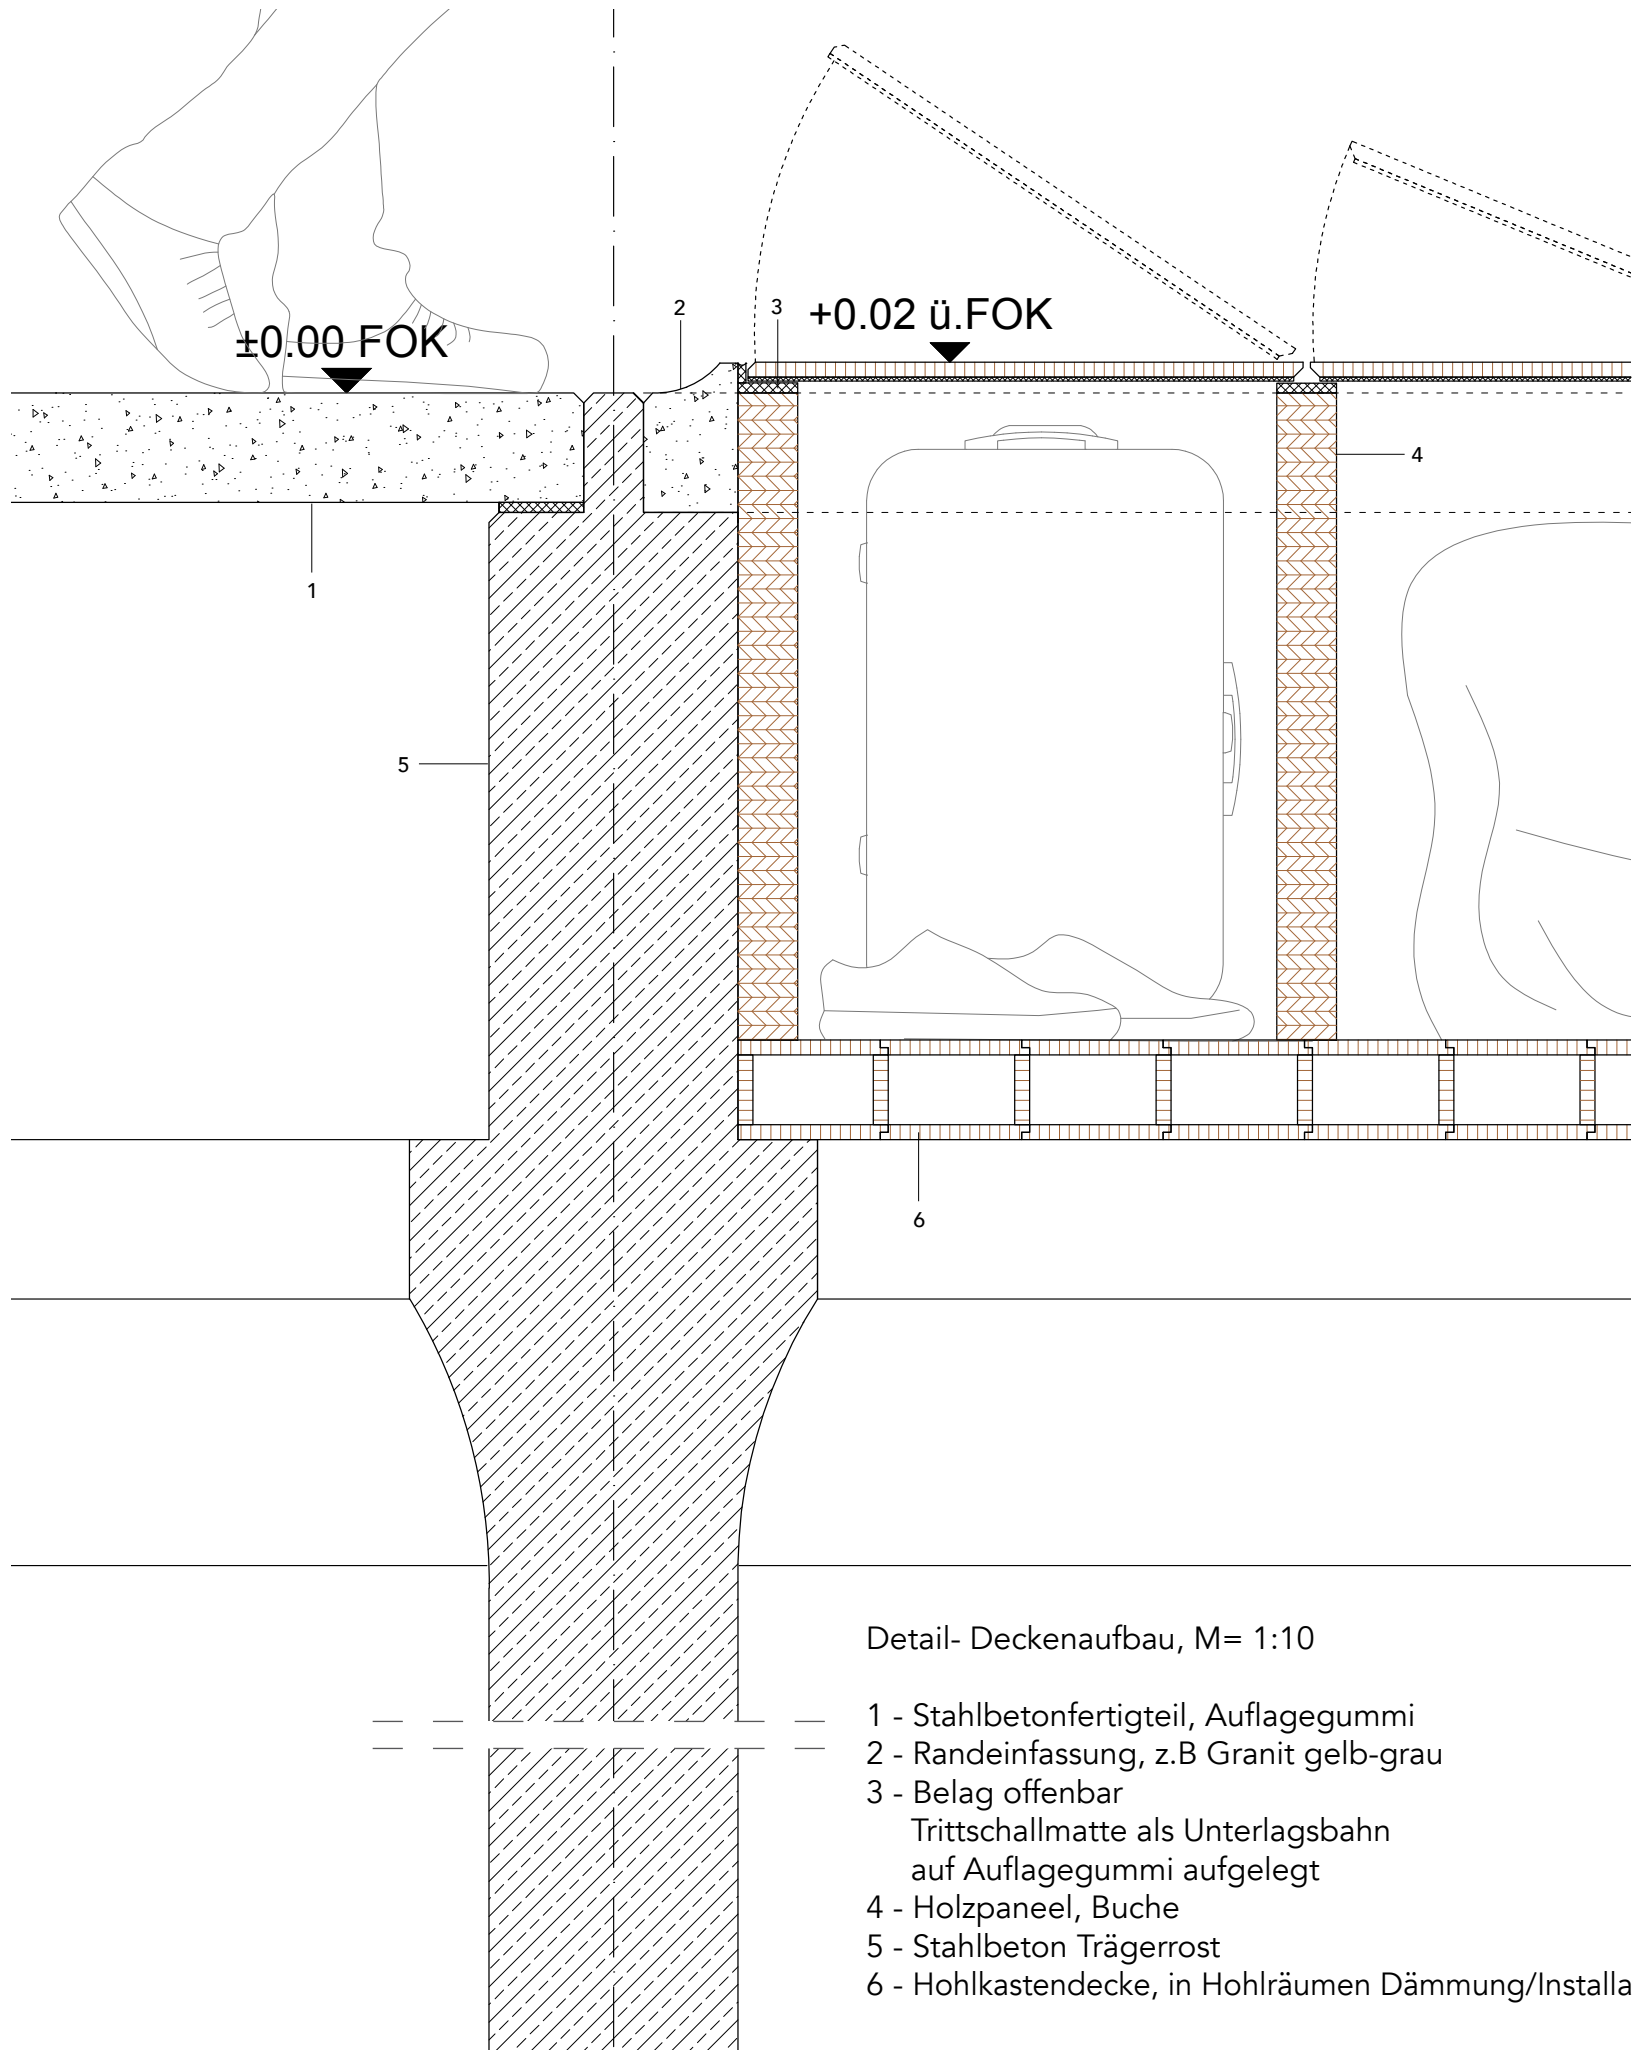 2
3
+0.02 ü.FOK
±0.00 FOK
4
1
5
6
Detail- Deckenaufbau, M= 1:10
1 - Stahlbetonfertigteil, Auflagegummi
2 - Randeinfassung, z.B Granit gelb-grau
3 - Belag offenbar
Trittschallmatte als Unterlagsbahn
auf Auflagegummi aufgelegt
4 - Holzpaneel, Buche
5 - Stahlbeton Trägerrost
6 - Hohlkastendecke, in Hohlräumen Dämmung/Installa